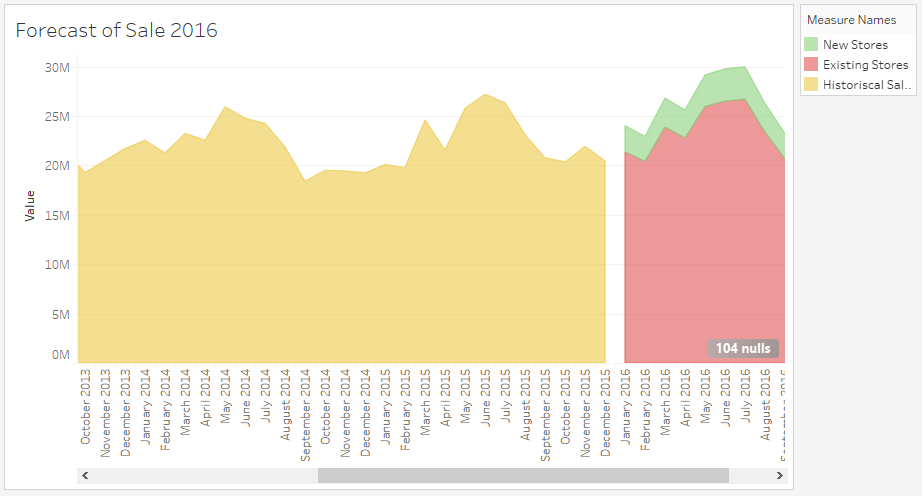 Forecast of Sale 2016
Measure Names
New Stores
Existing Stores
Historiscal Sal..
30M
25M
20M
15M
10M
5M
0M
Value
104 nulls
October 2013
November 2013
December 2013
January 2014
February 2014
March 2014
April 2014
May 2014
June 2014
July 2014
August 2014
September 2014
October 2014
November 2014
December 2014
January 2015
February 2015
March 2015
April 2015
May 2015
June 2015
July 2015
August 2015
September 2015
October 2015
November 2015
December 2015
January 2016
February 2016
March 2016
April 2016
May 2016
June 2016
July 2016
August 2016